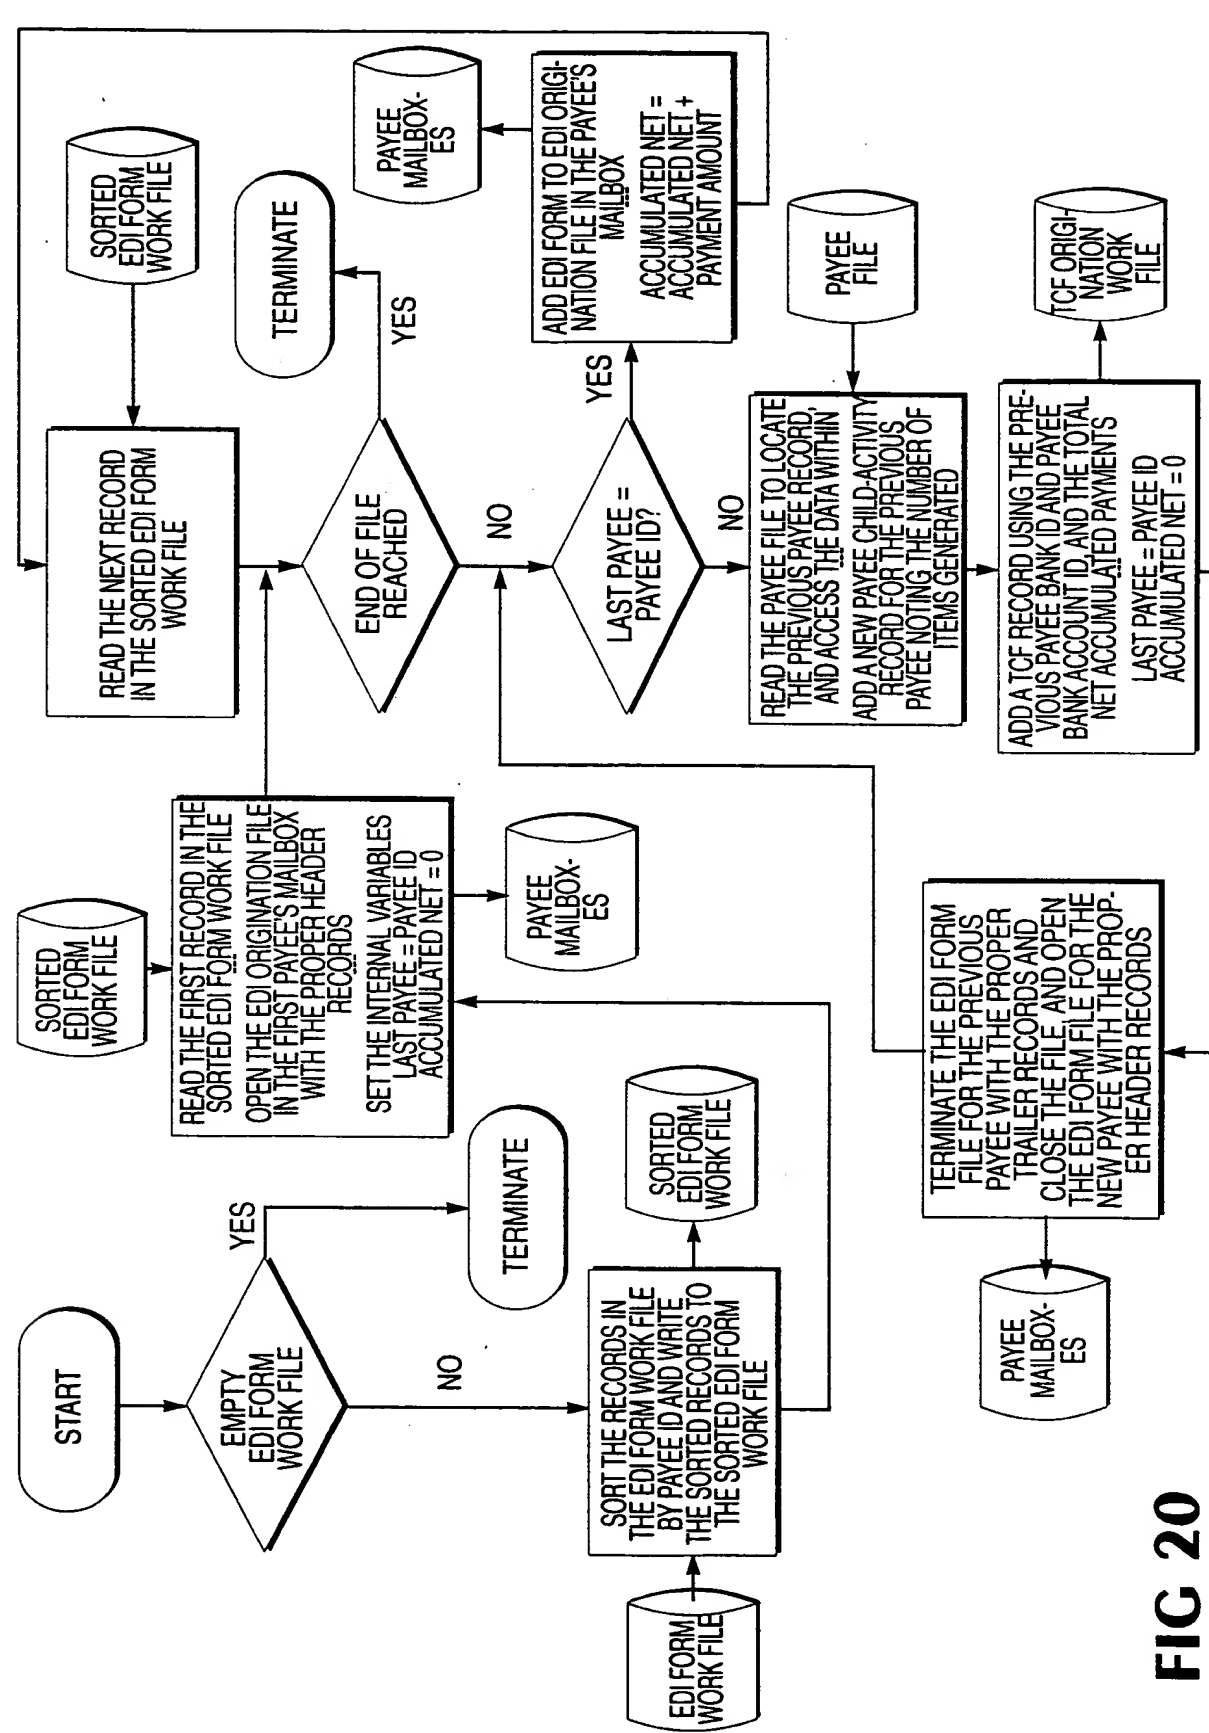 START
EMPTY
EDI FORM
WORK FILE
YES
NO
TERMINATE
EDI FORM
WORK FILE
SORT THE RECORDS IN
THE EDI FORM WORK FILE
BY PAYEE ID AND WRITE
THE SORTED RECORDS TO
THE SORTED EDI FORM
WORK FILE
SORTED
EDI FORM
WORK FILE
SORTED
EDI FORM
WORK FILE
READ THE FIRST RECORD IN THE
SORTED EDI FORM WORK FILE
OPEN THE EDI ORIGINATION FILE
IN THE FIRST PAYEE'S MAILBOX
WITH THE PROPER HEADER
RECORDS
SET THE INTERNAL VARIABLES
LAST PAYEE = PAYEE ID
ACCUMULATED NET = 0
PAYEE
MAILBOX-
ES
SORTED
EDI FORM
WORK FILE
READ THE NEXT RECORD
IN THE SORTED EDI FORM
WORK FILE
END OF FILE
REACHED
YES
TERMINATE
NO
LAST PAYEE =
PAYEE ID?
YES
ADD EDI FORM TO EDI ORIGI-
NATION FILE IN THE PAYEE'S
MAILBOX
ACCUMULATED NET =
ACCUMULATED NET +
PAYMENT AMOUNT
PAYEE
MAILBOX-
ES
NO
READ THE PAYEE FILE TO LOCATE
THE PREVIOUS PAYEE RECORD,
AND ACCESS THE DATA WITHIN
ADD A NEW PAYEE CHILD-ACTIVITY
RECORD FOR THE PREVIOUS
PAYEE NOTING THE NUMBER OF
ITEMS GENERATED
PAYEE
FILE
ADD A TCF RECORD USING THE PRE-
VIOUS PAYEE BANK ID AND PAYEE
BANK ACCOUNT ID, AND THE TOTAL
NET ACCUMULATED PAYMENTS
LAST PAYEE = PAYEE ID
ACCUMULATED NET = 0
TCF ORIGI-
NATION
WORK
FILE
TERMINATE THE EDI FORM
FILE FOR THE PREVIOUS
PAYEE WITH THE PROPER
TRAILER RECORDS AND
CLOSE THE FILE, AND OPEN
THE EDI FORM FILE FOR THE
NEW PAYEE WITH THE PROP-
ER HEADER RECORDS
PAYEE
MAILBOX-
ES
FIG 20